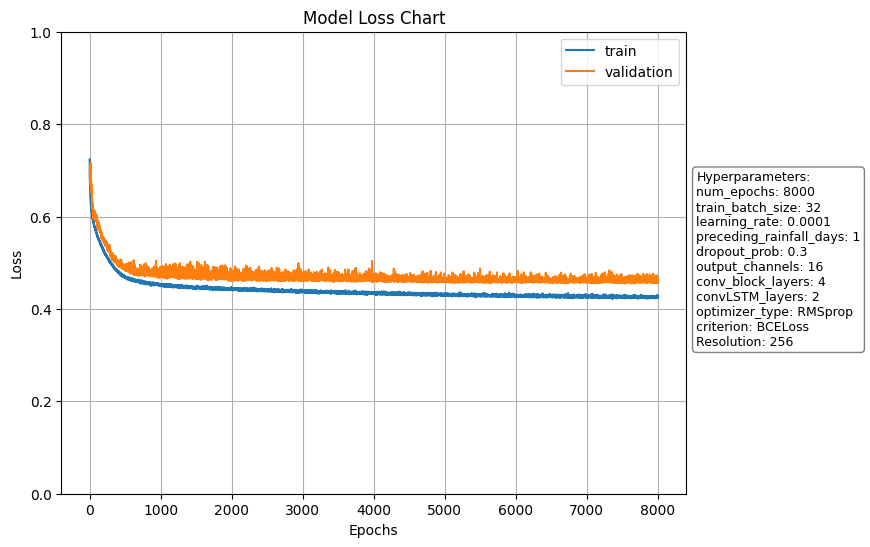 Model Loss Chart
1.0
0.8
0.6
0.4
0.2
0.0
Loss
0 1000 2000 3000 4000 5000 6000 7000 8000
Epochs
train
validation
Hyperparameters:
num_epochs: 8000
train_batch_size: 32
learning_rate: 0.0001
preceding_rainfall_days: 1
dropout_prob: 0.3
output_channels: 16
conv_block_layers: 4
convLSTM_layers: 2
optimizer_type: RMSprop
criterion: BCELoss
Resolution: 256